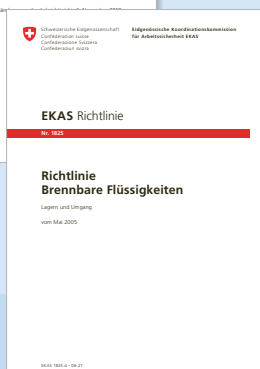 Schweizerische Eidgenossenschaft
Confédération suisse
Confederazione Svizzera
Confederaziun svizra
Eidgenössische Koordinationskommission
für Arbeitssicherheit EKAS
EKAS Richtlinie
Nr. 1825
Richtlinie
Brennbare Flüssigkeiten
Lagern und Umgang
vom Mai 2005
EKAS 1825.d - 06.21